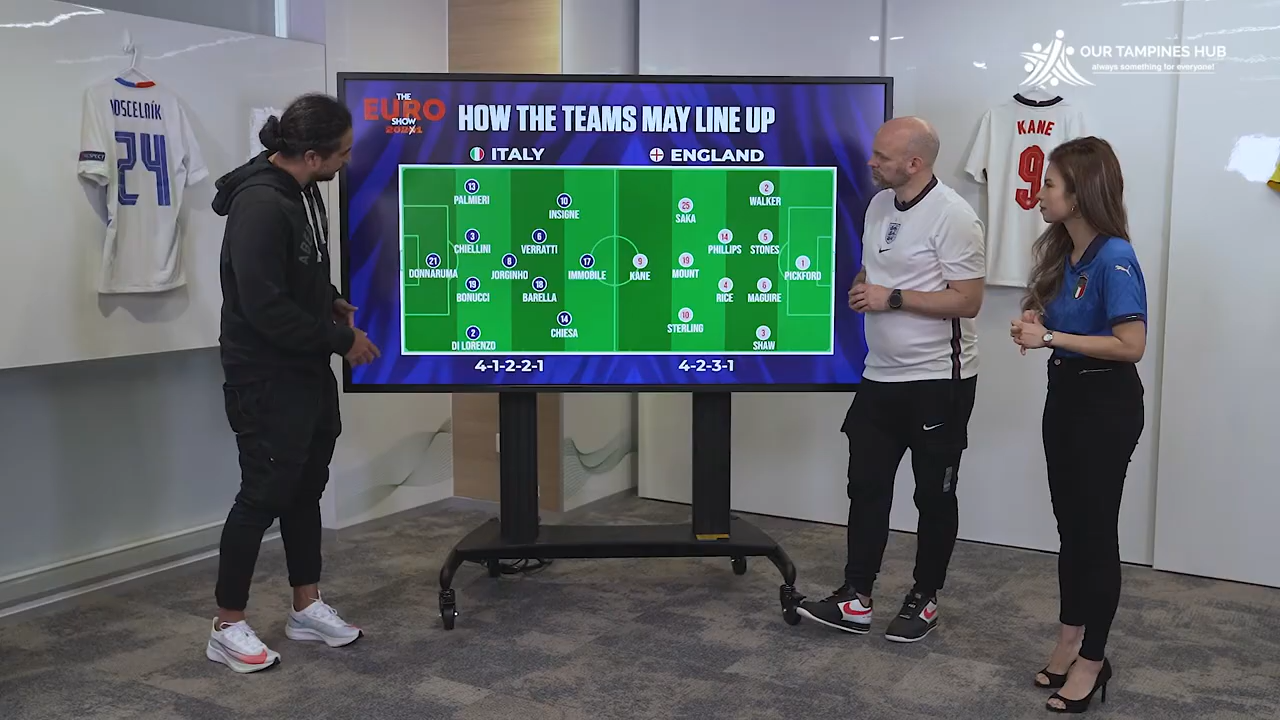 OUR TAMPINES HUB
always something for everyone!
OSCELNÍK
24
RESPECT
KANE
9
THE
EURO
SHOW
HOW THE TEAMS MAY LINE UP
ITALY
ENGLAND
13
PALMIERI
10
INSIGNE
3
CHIELLINI
6
VERRATTI
21
DONNARUMA
8
JORGINHO
17
IMMOBILE
19
BONUCCI
18
BARELLA
14
CHIESA
2
DI LORENZO
2
WALKER
25
SAKA
14
PHILLIPS
5
STONES
9
KANE
19
MOUNT
1
PICKFORD
4
RICE
6
MAGUIRE
10
STERLING
3
SHAW
4-1-2-2-1
4-2-3-1